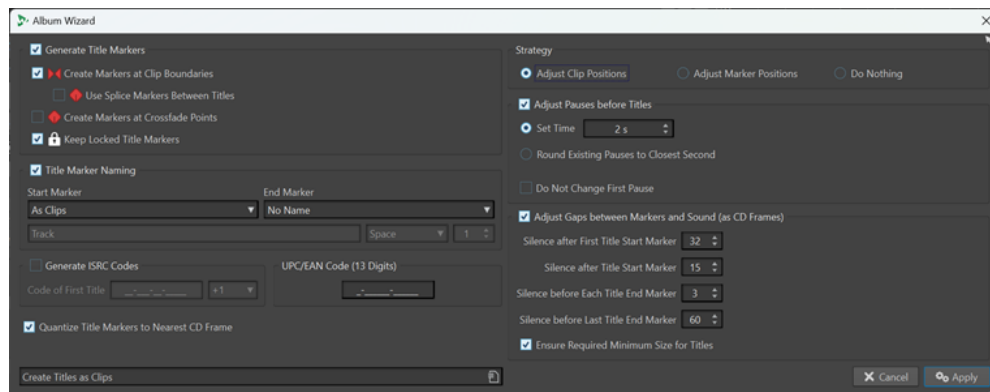 Album Wizard
Generate Title Markers
Create Markers at Clip Boundaries
Use Splice Markers Between Titles
Create Markers at Crossfade Points
Keep Locked Title Markers
Title Marker Naming
Start Marker End Marker
As Clips No Name
Track Space 1
Generate ISRC Codes UPC/EAN Code (13 Digits)
Code of First Title __-___-__-_____ +1 _-_____-_____
Quantize Title Markers to Nearest CD Frame
Create Titles as Clips
Strategy
Adjust Clip Positions Adjust Marker Positions Do Nothing
Adjust Pauses before Titles
Set Time 2 s
Round Existing Pauses to Closest Second
Do Not Change First Pause
Adjust Gaps between Markers and Sound (as CD Frames)
Silence after First Title Start Marker 32
Silence after Title Start Marker 15
Silence before Each Title End Marker 3
Silence before Last Title End Marker 60
Ensure Required Minimum Size for Titles
Cancel Apply